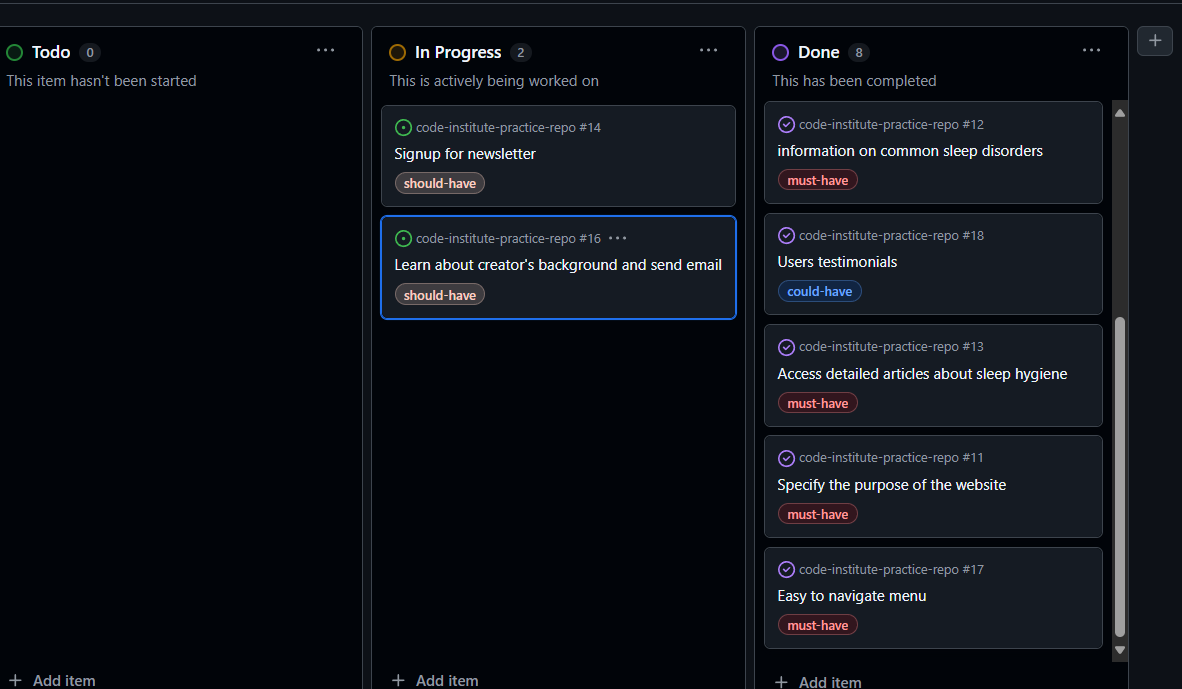 Todo 0
This item hasn't been started
Add item
In Progress 2
This is actively being worked on
code-institute-practice-repo #14
Signup for newsletter
should-have
code-institute-practice-repo #16
Learn about creator's background and send email
should-have
Add item
Done 8
This has been completed
code-institute-practice-repo #12
information on common sleep disorders
must-have
code-institute-practice-repo #18
Users testimonials
could-have
code-institute-practice-repo #13
Access detailed articles about sleep hygiene
must-have
code-institute-practice-repo #11
Specify the purpose of the website
must-have
code-institute-practice-repo #17
Easy to navigate menu
must-have
Add item